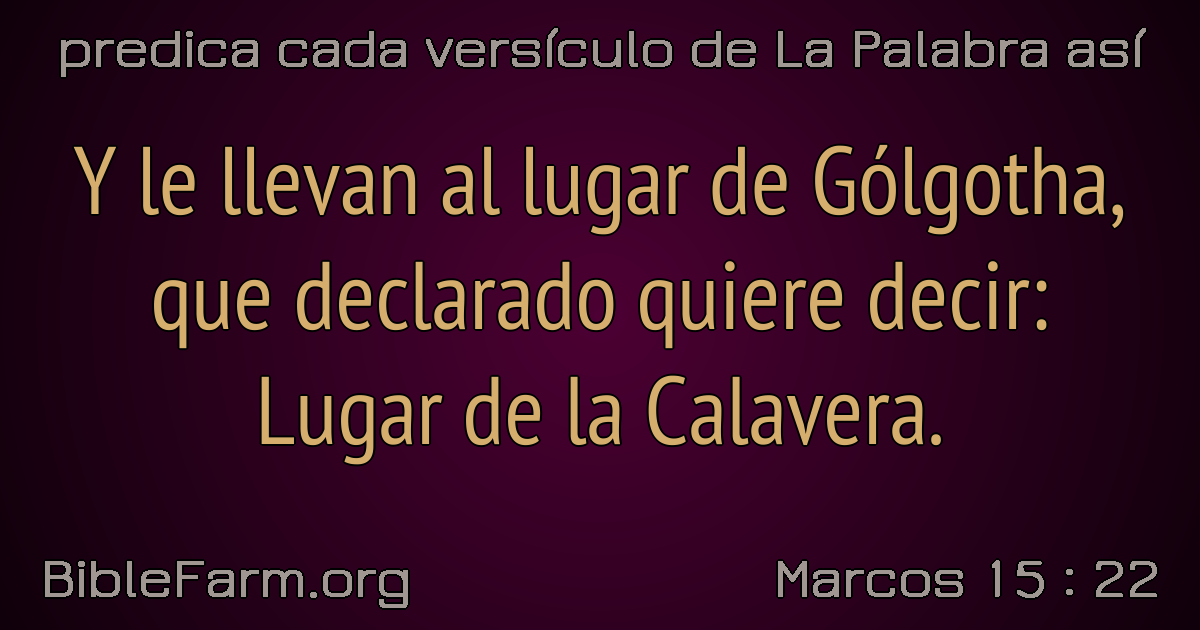 predica cada versículo de La Palabra así
Y le llevan al lugar de Gólgotha,
que declarado quiere decir:
Lugar de la Calavera.
BibleFarm.org
Marcos 15 : 22